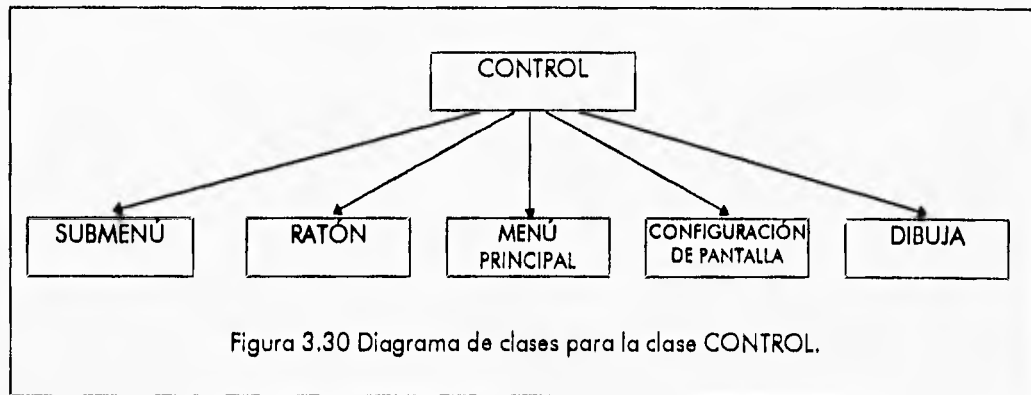 CONTROL
SUBMENÚ
RATÓN
MENÚ
PRINCIPAL
CONFIGURACIÓN
DE PANTALLA
DIBUJA
Figura 3.30 Diagrama de clases para la clase CONTROL.